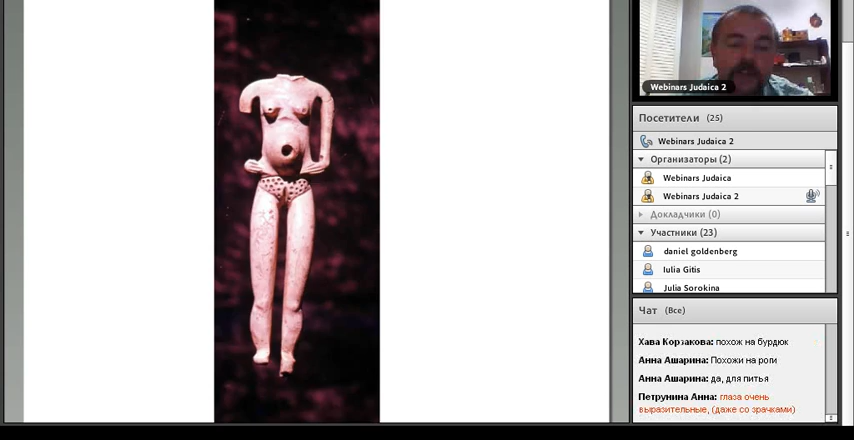 Webinars Judaica 2
Посетители (25)
Webinars Judaica 2
Организаторы (2)
Webinars Judaica
Webinars Judaica 2
Докладчики (0)
Участники (23)
daniel goldenberg
Iulia Gitis
Julia Sorokina
Чат (Все)
Хава Корзакова: похож на бурдюк
Анна Ашарина: Похожи на роги
Анна Ашарина: да, для питья
Петрунина Анна: глаза очень
выразительные, (даже со зрачками)